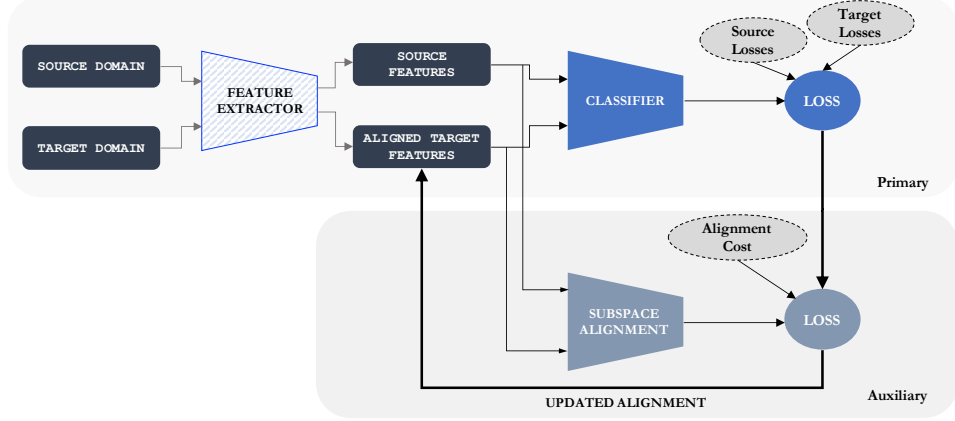 SOURCE DOMAIN
TARGET DOMAIN
FEATURE
EXTRACTOR
SOURCE
FEATURES
ALIGNED TARGET
FEATURES
CLASSIFIER
Source
Losses
Target
Losses
LOSS
Primary
Alignment
Cost
SUBSPACE
ALIGNMENT
LOSS
UPDATED ALIGNMENT
Auxiliary